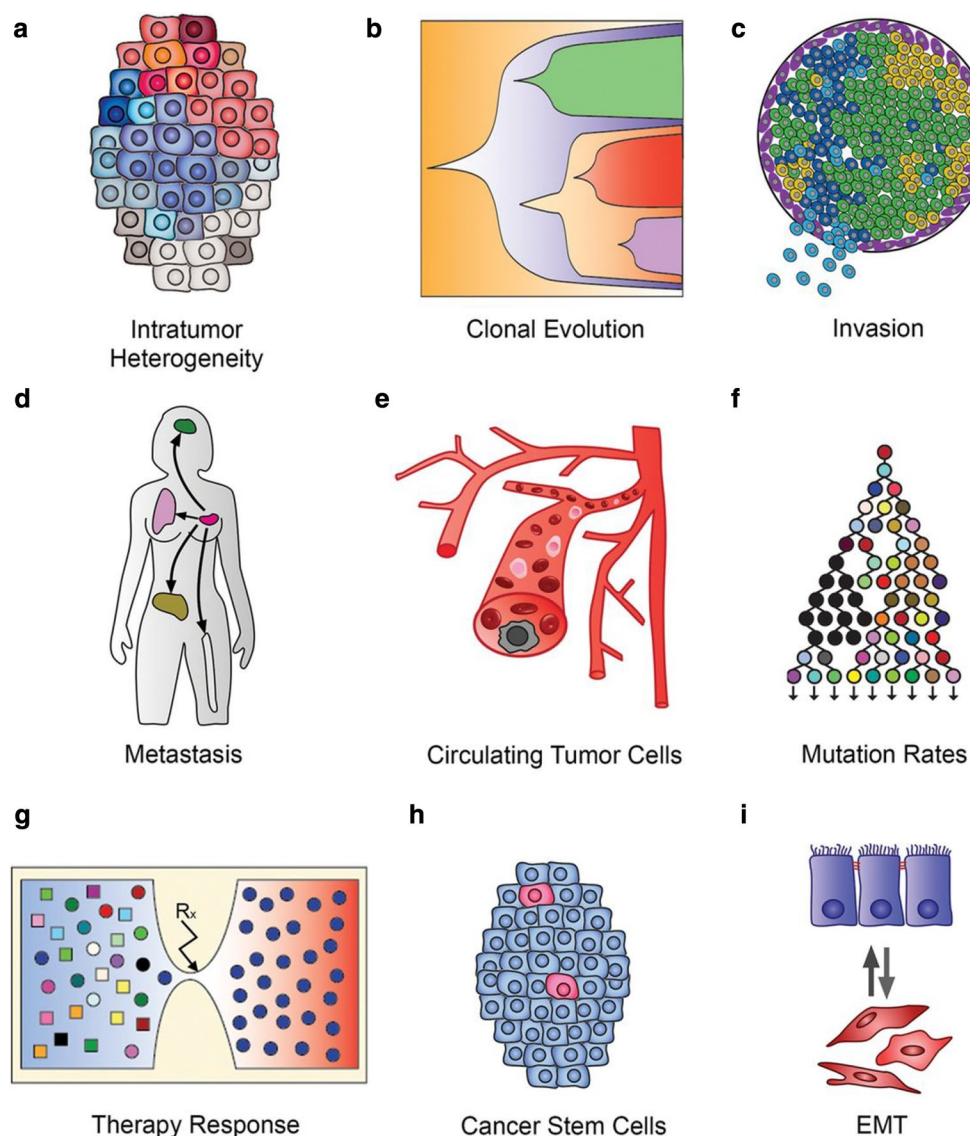 a
b
c
Intratumor
Heterogeneity
Clonal Evolution
Invasion
d
e
f
Metastasis
Circulating Tumor Cells
Mutation Rates
g
h
i
Rx
Therapy Response
Cancer Stem Cells
EMT